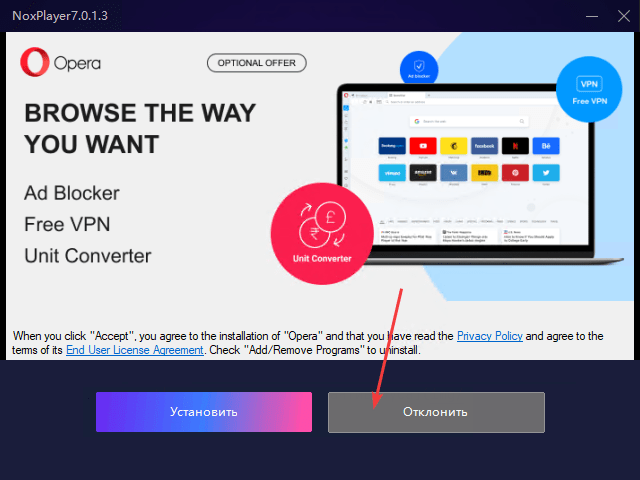 NoxPlayer7.0.1.3
Opera
OPTIONAL OFFER
BROWSE THE WAY
YOU WANT
Ad Blocker
Free VPN
Unit Converter
Ad blocker
VPN
Free VPN
Unit Converter
facebook
vimeo
amazon
When you click "Accept", you agree to the installation of "Opera" and that you have read the Privacy Policy and agree to the
terms of its End User License Agreement. Check "Add/Remove Programs" to uninstall.
Установить
Отклонить